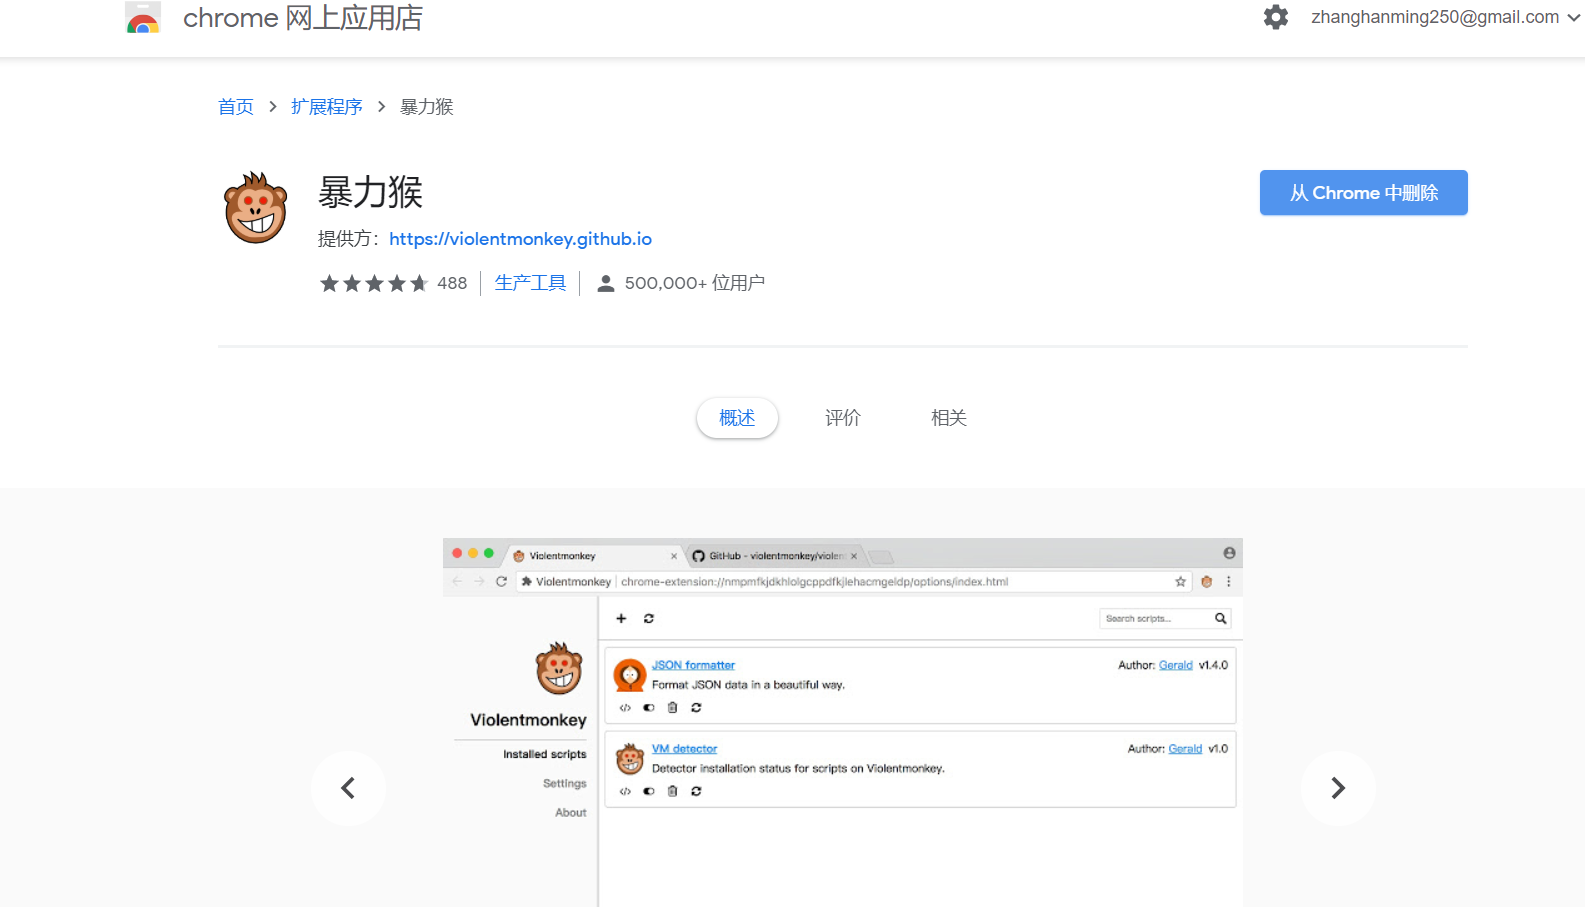 chrome 网上应用店
zhanghanming250@gmail.com
首页 > 扩展程序 > 暴力猴
暴力猴
从 Chrome 中删除
提供方： https://violentmonkey.github.io
488 生产工具 500,000+ 位用户
概述 评价 相关
Violentmonkey × GitHub - violentmonkey/violent ×
Violentmonkey chrome-extension://nmpmfkjdkhlolgcppdfkjlehacmgeldp/options/index.html
Search scripts...
JSON formatter Author: Gerald v1.4.0
Format JSON data in a beautiful way.
Violentmonkey
VM detector Author: Gerald v1.0
Installed scripts
Detector installation status for scripts on Violentmonkey.
Settings
About